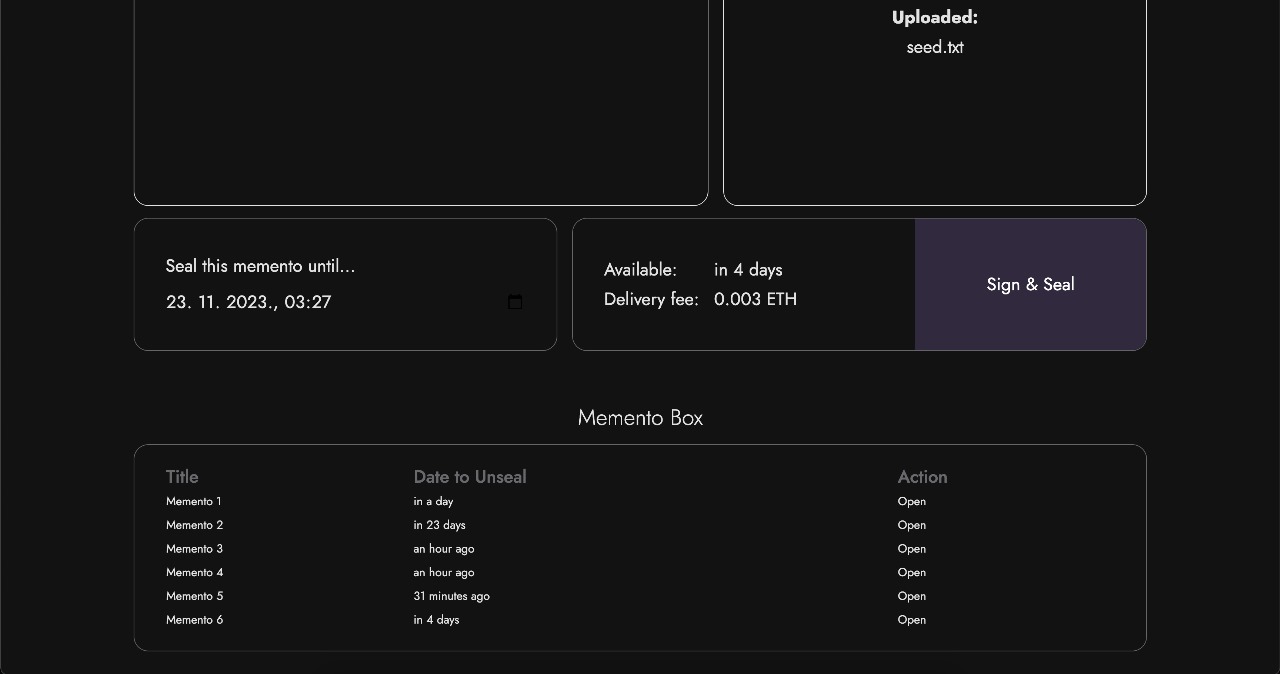 Uploaded:
seed.txt
Seal this memento until...
23. 11. 2023., 03:27
Available: in 4 days
Delivery fee: 0.003 ETH
Sign & Seal
Memento Box
Title Date to Unseal Action
Memento 1 in a day Open
Memento 2 in 23 days Open
Memento 3 an hour ago Open
Memento 4 an hour ago Open
Memento 5 31 minutes ago Open
Memento 6 in 4 days Open